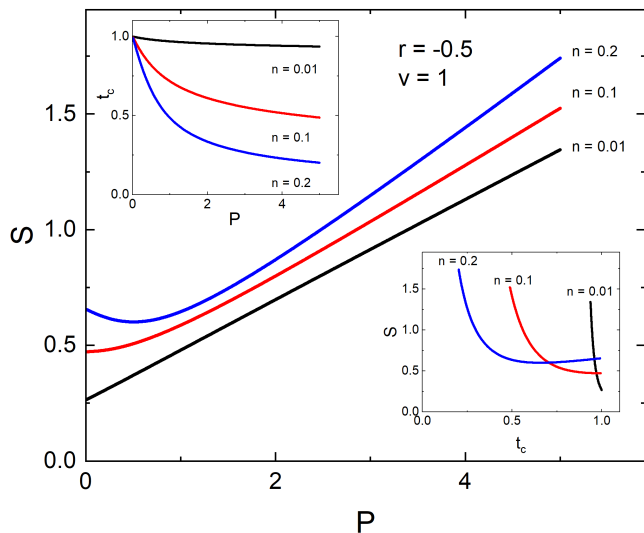 1.0
0.5
0.0
t_c
0
2
4
P
n = 0.01
n = 0.1
n = 0.2
r = -0.5
v = 1
n = 0.2
n = 0.1
n = 0.01
1.5
1.0
0.5
0.0
S
0
2
4
P
n = 0.2
n = 0.1
n = 0.01
1.5
1.0
0.5
0.0
S
0.0
0.5
1.0
t_c